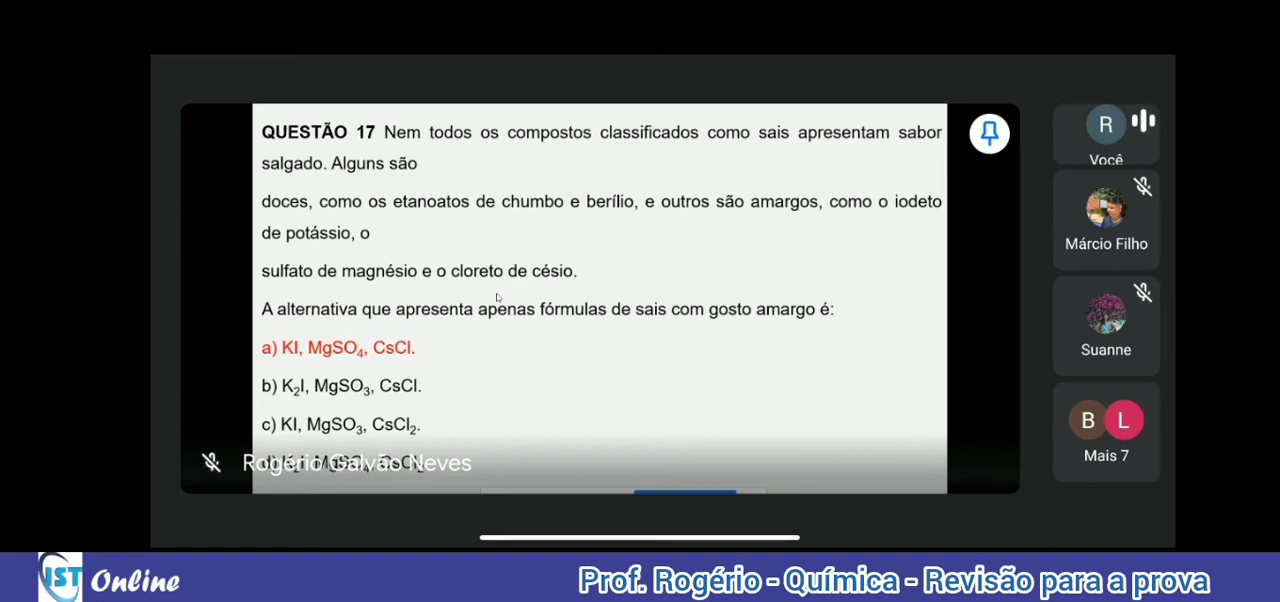 QUESTÃO 17 Nem todos os compostos classificados como sais apresentam sabor
salgado. Alguns são
doces, como os etanoatos de chumbo e berílio, e outros são amargos, como o iodeto
de potássio, o
sulfato de magnésio e o cloreto de césio.
A alternativa que apresenta apenas fórmulas de sais com gosto amargo é:
a) KI, MgSO₄, CsCl.
b) K₂I, MgSO₃, CsCl.
c) KI, MgSO₃, CsCl₂.
Rogério Galvão Neves
R
Você
Márcio Filho
Suanne
B L
Mais 7
IST Online
Prof. Rogério - Química - Revisão para a prova